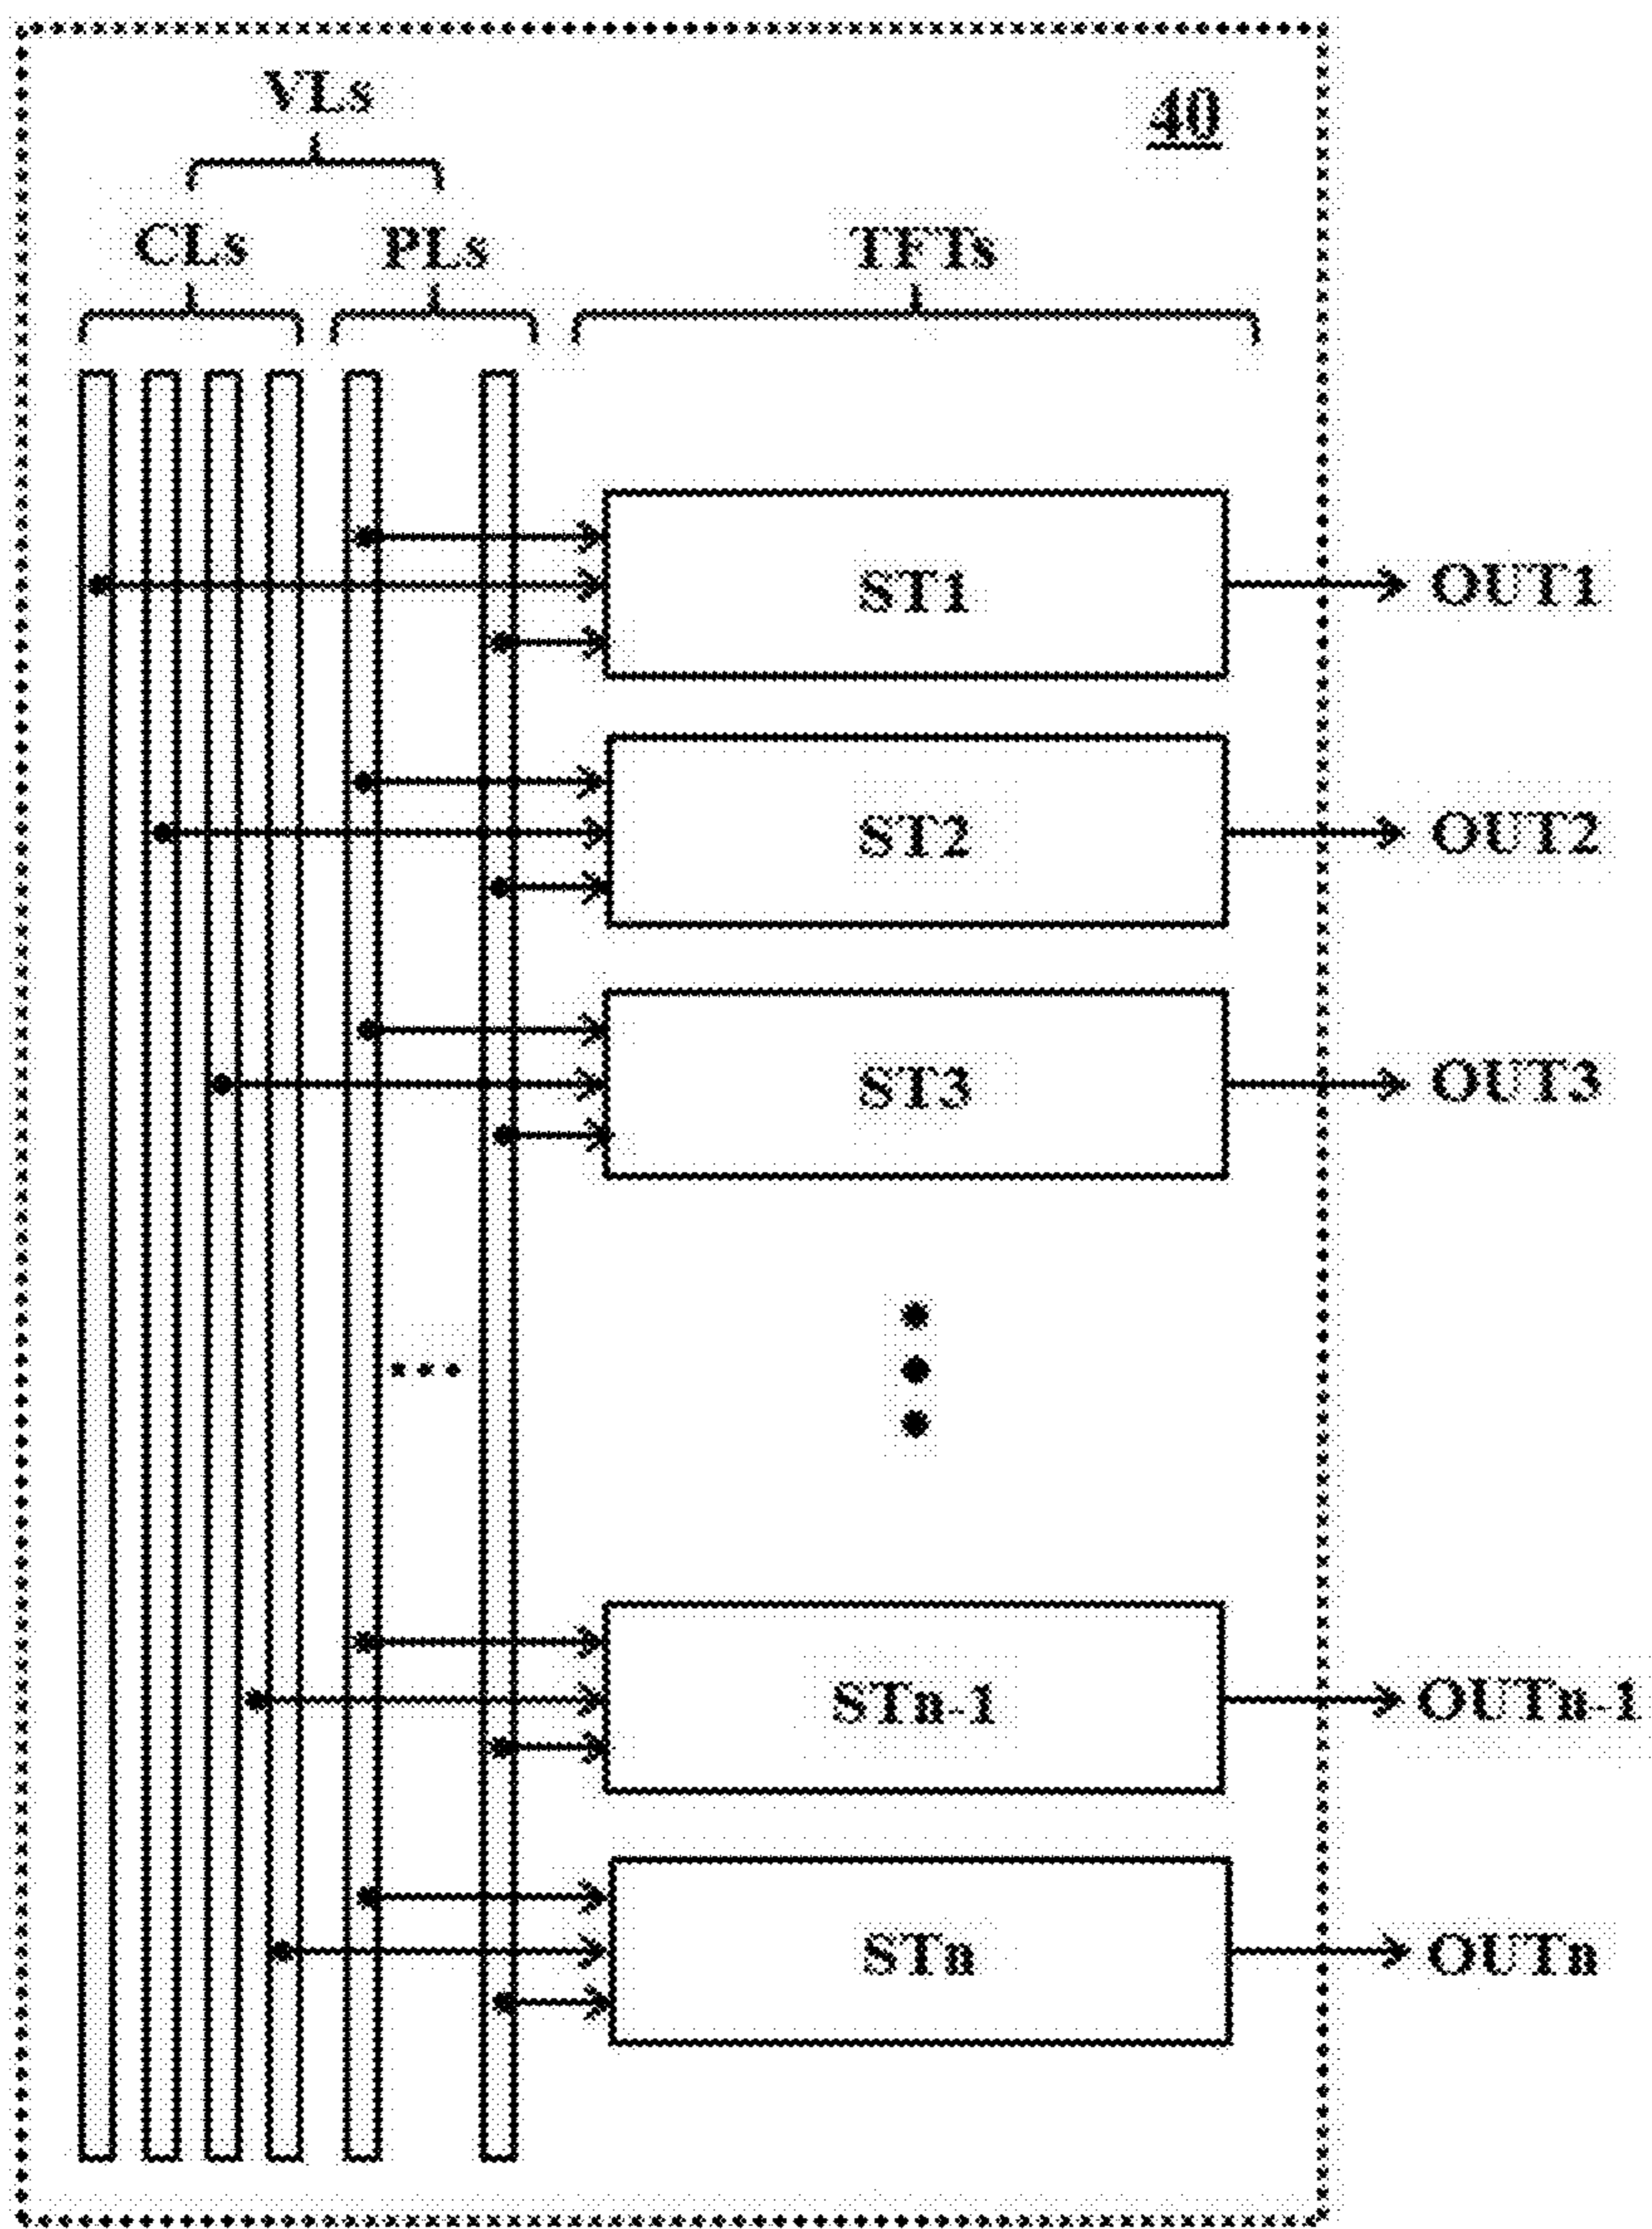 VLs
40
CLs
PLs
TFTs
ST1
OUT1
ST2
OUT2
ST3
OUT3
STn-1
OUTn-1
STn
OUTn